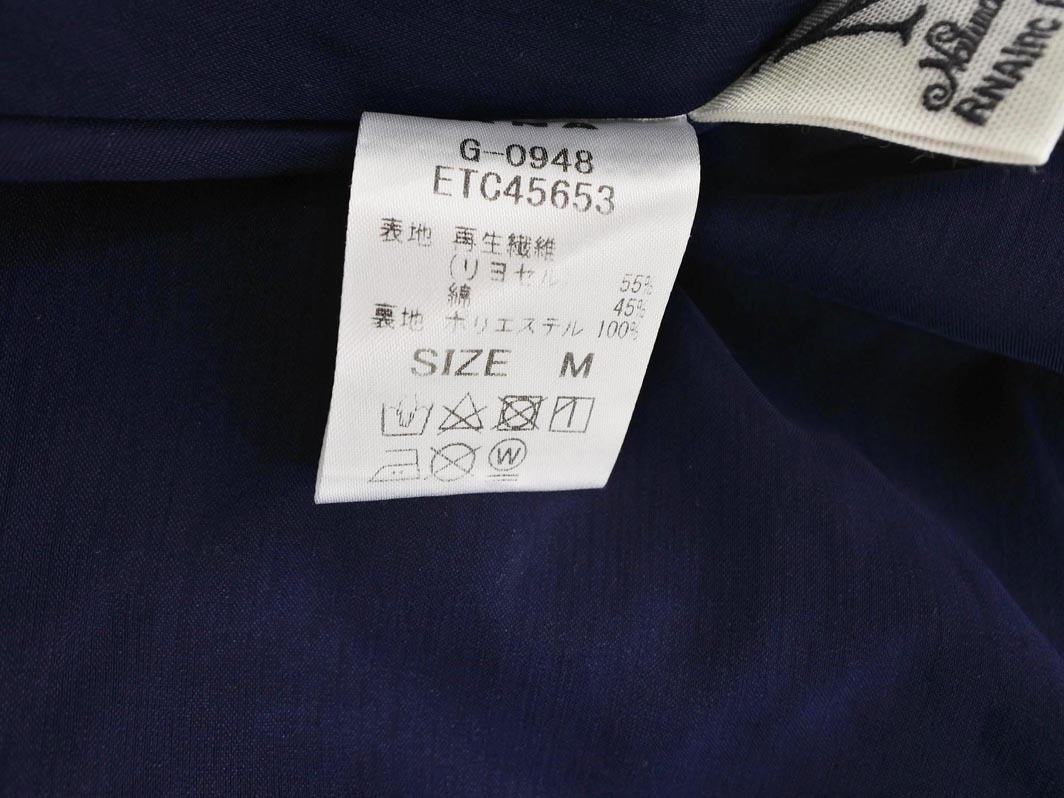 G-0948
ETC45653
表地 再生繊維
(リヨセル 55%
綿 45%
裏地 ポリエステル 100%
SIZE M
W
RNAInc